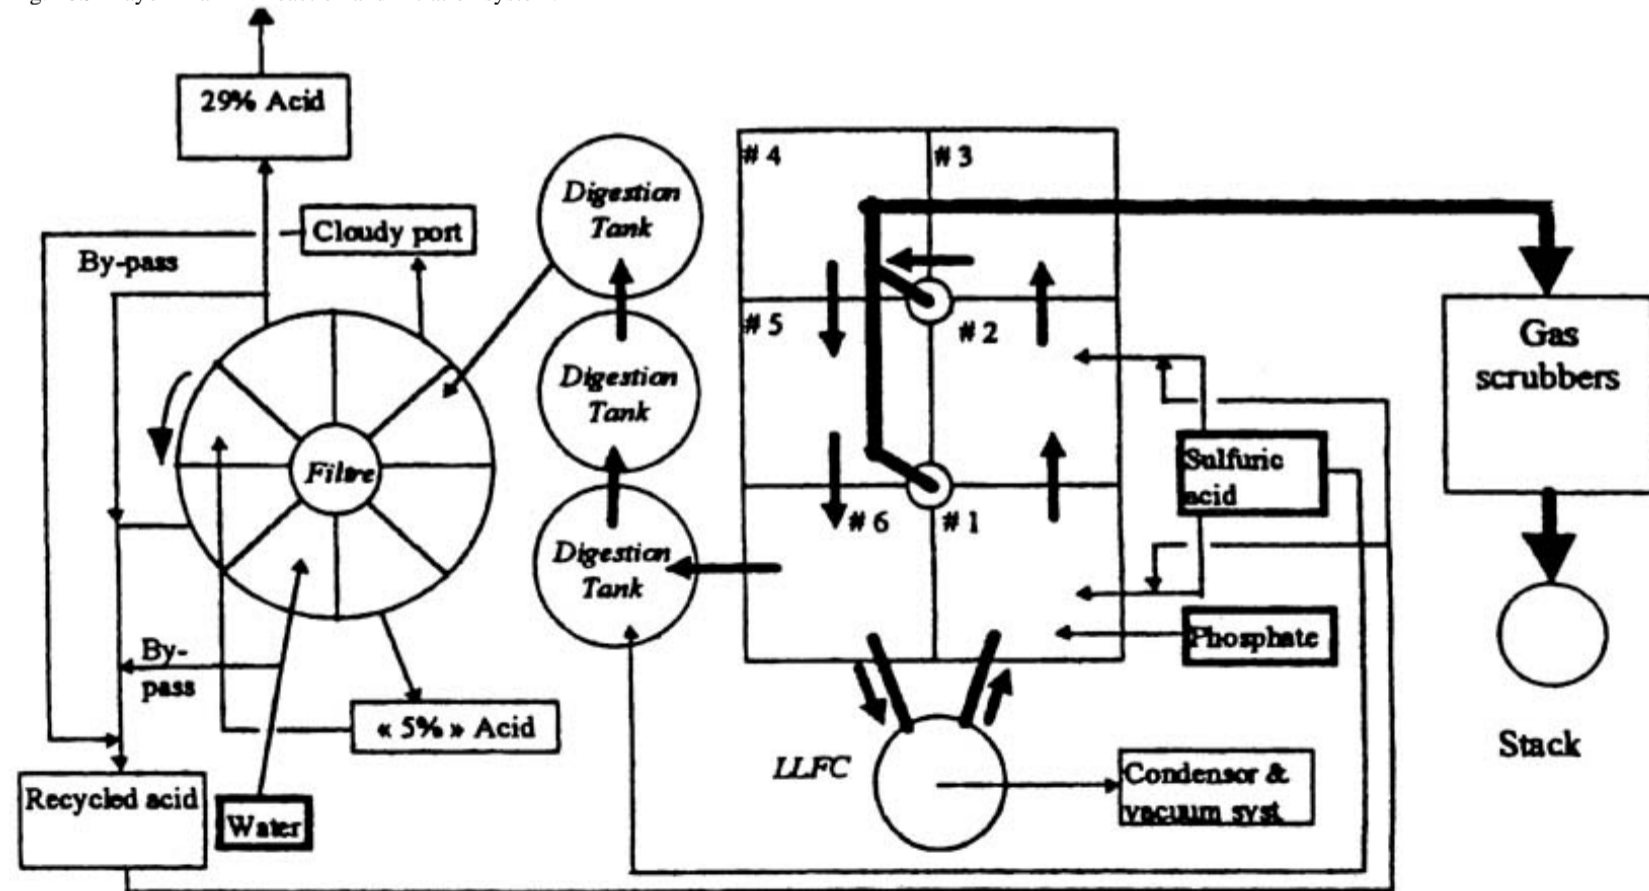 29% Acid
# 4
# 3
Digestion
Tank
Cloudy port
By-pass
# 5
# 2
Gas
scrubbers
Digestion
Tank
Filtre
Sulfuric
acid
# 6
# 1
Digestion
Tank
Phosphate
By-
pass
« 5% » Acid
Stack
LLFC
Condensor &
vacuum syst
Recycled acid
Water